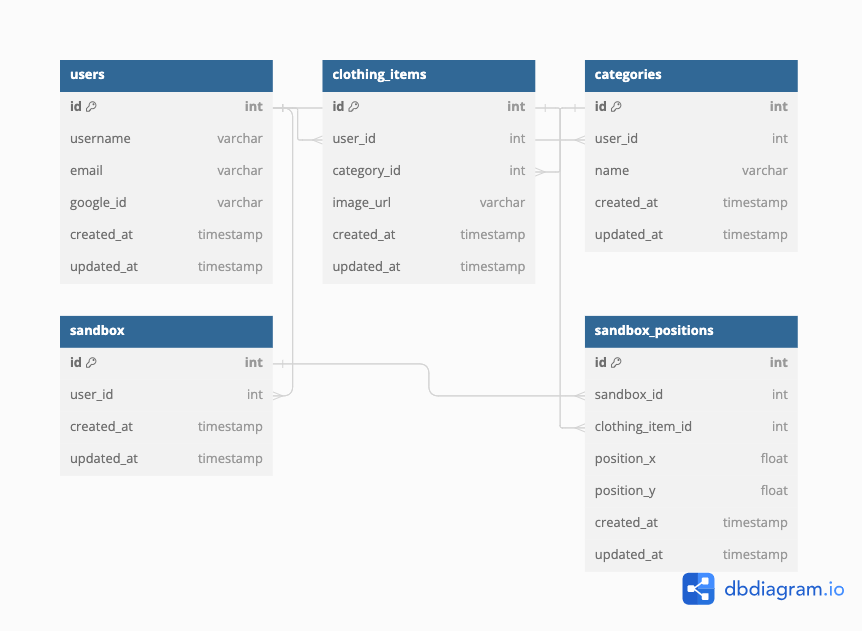 users
id int
username varchar
email varchar
google_id varchar
created_at timestamp
updated_at timestamp
clothing_items
id int
user_id int
category_id int
image_url varchar
created_at timestamp
updated_at timestamp
categories
id int
user_id int
name varchar
created_at timestamp
updated_at timestamp
sandbox
id int
user_id int
created_at timestamp
updated_at timestamp
sandbox_positions
id int
sandbox_id int
clothing_item_id int
position_x float
position_y float
created_at timestamp
updated_at timestamp
dbdiagram.io